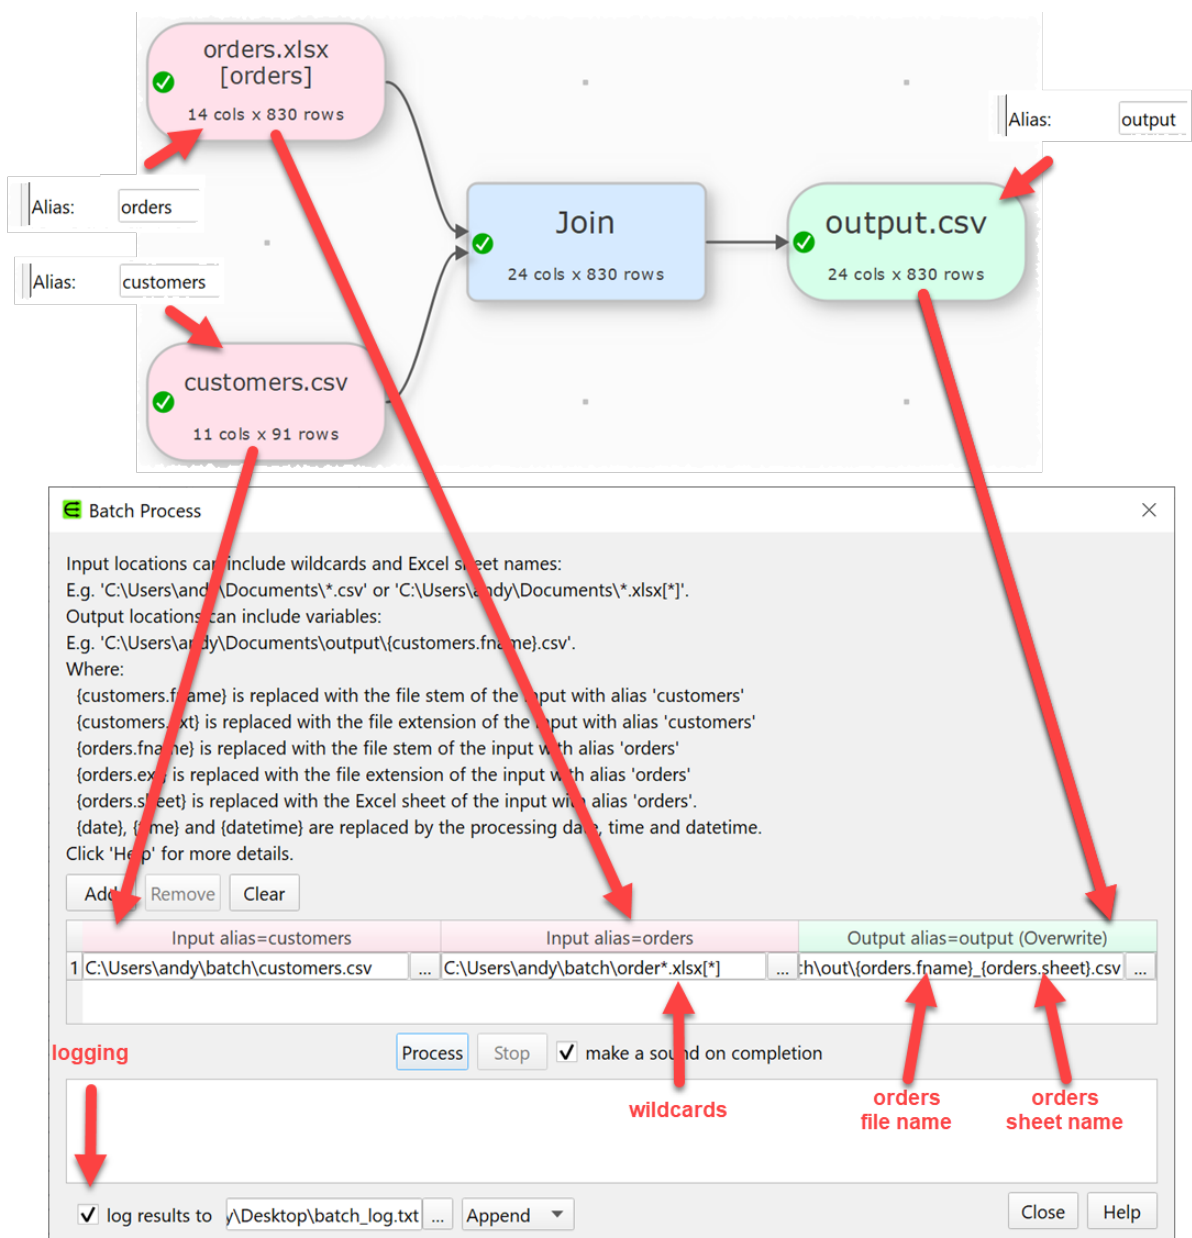 orders.xlsx
[orders]
14 cols x 830 rows
Alias: output
Alias: orders
Join
24 cols x 830 rows
output.csv
24 cols x 830 rows
Alias: customers
customers.csv
11 cols x 91 rows
Batch Process
Input locations can include wildcards and Excel sheet names:
E.g. 'C:\Users\andy\Documents\*.csv' or 'C:\Users\andy\Documents\*.xlsx[*]'.
Output locations can include variables:
E.g. 'C:\Users\andy\Documents\output\{customers.fname}.csv'.
Where:
{customers.fname} is replaced with the file stem of the input with alias 'customers'
{customers.ext} is replaced with the file extension of the input with alias 'customers'
{orders.fname} is replaced with the file stem of the input with alias 'orders'
{orders.ext} is replaced with the file extension of the input with alias 'orders'
{orders.sheet} is replaced with the Excel sheet of the input with alias 'orders'.
{date}, {time} and {datetime} are replaced by the processing date, time and datetime.
Click 'Help' for more details.
Add Remove Clear
Input alias=customers Input alias=orders Output alias=output (Overwrite)
1 C:\Users\andy\batch\customers.csv ... C:\Users\andy\batch\order*.xlsx[*] ... :h\out\{orders.fname}_{orders.sheet}.csv ...
logging
Process Stop make a sound on completion
wildcards
orders
file name
orders
sheet name
log results to y\Desktop\batch_log.txt ... Append Close Help